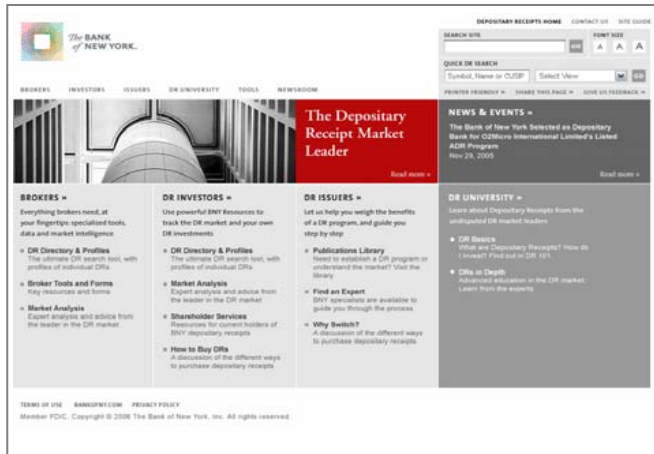 DEPOSITARY RECEIPTS HOME CONTACT US SITE GUIDE
The BANK
of NEW YORK.
SEARCH SITE FONT SIZE
GO A A A
QUICK DR SEARCH
Symbol, Name or CUSIP Select View GO
BROKERS INVESTORS ISSUERS DR UNIVERSITY TOOLS NEWSROOM
PRINTER FRIENDLY » SHARE THIS PAGE » GIVE US FEEDBACK »
The Depositary
Receipt Market
Leader
Read more »
NEWS & EVENTS »
The Bank of New York Selected as Depositary
Bank for O2Micro International Limited's Listed
ADR Program
Nov 29, 2005
Read more »
BROKERS »
Everything brokers need, at
your fingertips: specialized tools,
data and market intelligence
DR Directory & Profiles
The ultimate DR search tool, with
profiles of individual DRs
Broker Tools and Forms
Key resources and forms
Market Analysis
Expert analysis and advice from
the leader in the DR market
DR INVESTORS »
Use powerful BNY Resources to
track the DR market and your own
DR investments
DR Directory & Profiles
The ultimate DR search tool, with
profiles of individual DRs
Market Analysis
Expert analysis and advice from
the leader in the DR market
Shareholder Services
Resources for current holders of
BNY depositary receipts
How to Buy DRs
A discussion of the different ways
to purchase depositary receipts
DR ISSUERS »
Let us help you weigh the benefits
of a DR program, and guide you
step by step
Publications Library
Need to establish a DR program or
understand the market? Visit the
library
Find an Expert
BNY specialists are available to
guide you through the process
Why Switch?
A discussion of the different ways
to purchase depositary receipts
DR UNIVERSITY »
Learn about Depositary Receipts from the
undisputed DR market leaders
DR Basics
What are Depositary Receipts? How do
I Invest? Find out in DR 101
DRs in Depth
Advanced education in the DR market:
Learn from the experts
TERMS OF USE BANKOFNY.COM PRIVACY POLICY
Member FDIC. Copyright © 2006 The Bank of New York, Inc. All rights reserved.